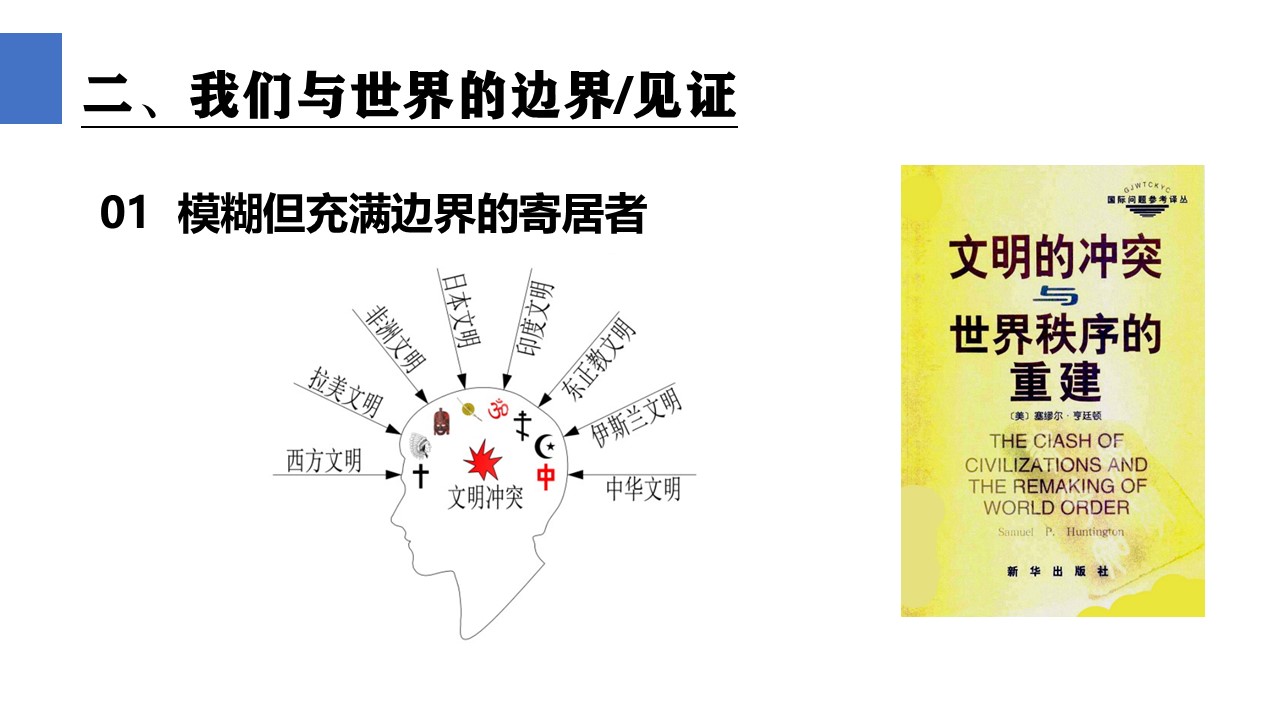 二、我们与世界的边界/见证
01 模糊但充满边界的寄居者
西方文明
拉美文明
非洲文明
日本文明
印度文明
东正教文明
伊斯兰文明
中华文明
中
文明冲突
GJWTCKYC
国际问题参考译丛
文明的冲突
与
世界秩序的
重建
〔美〕塞缪尔·亨廷顿
THE ClASH OF
CIVILIZATIONS AND
THE REMAKING OF
WORLD ORDER
Samuel P. Huntington
新华出版社